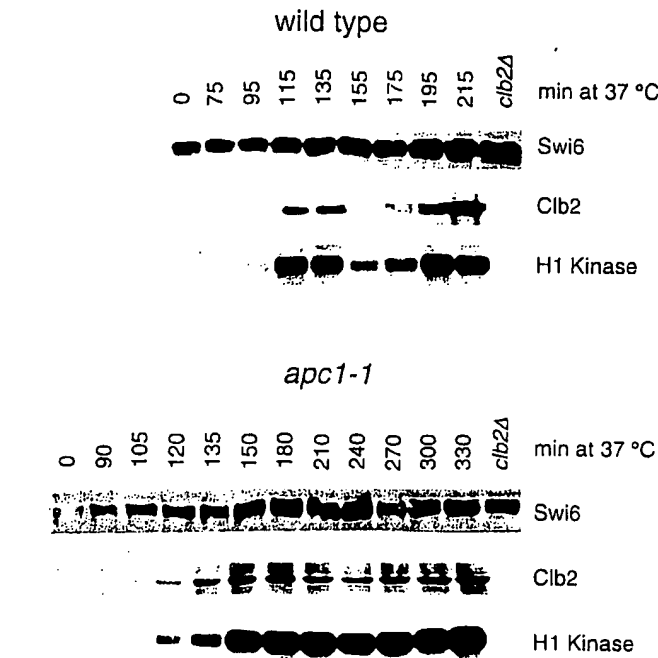 wild type
0 75 95 115 135 155 175 195 215 clb2Δ min at 37 °C
Swi6
Clb2
H1 Kinase
apc1-1
0 90 105 120 135 150 180 210 240 270 300 330 clb2Δ min at 37 °C
Swi6
Clb2
H1 Kinase